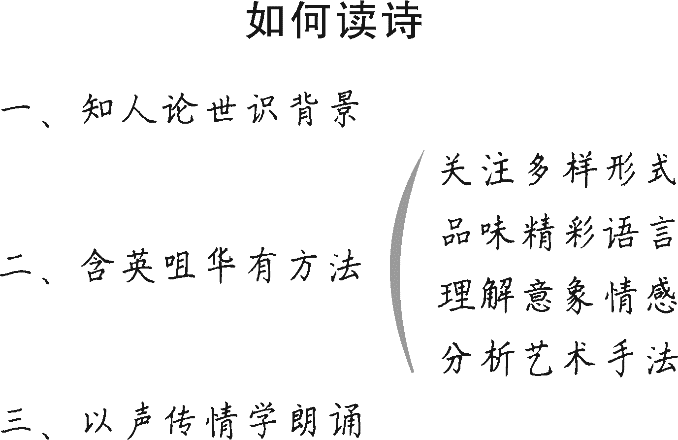 如何读诗
一、知人论世识背景
二、含英咀华有方法
关注多样形式
品味精彩语言
理解意象情感
分析艺术手法
三、以声传情学朗诵